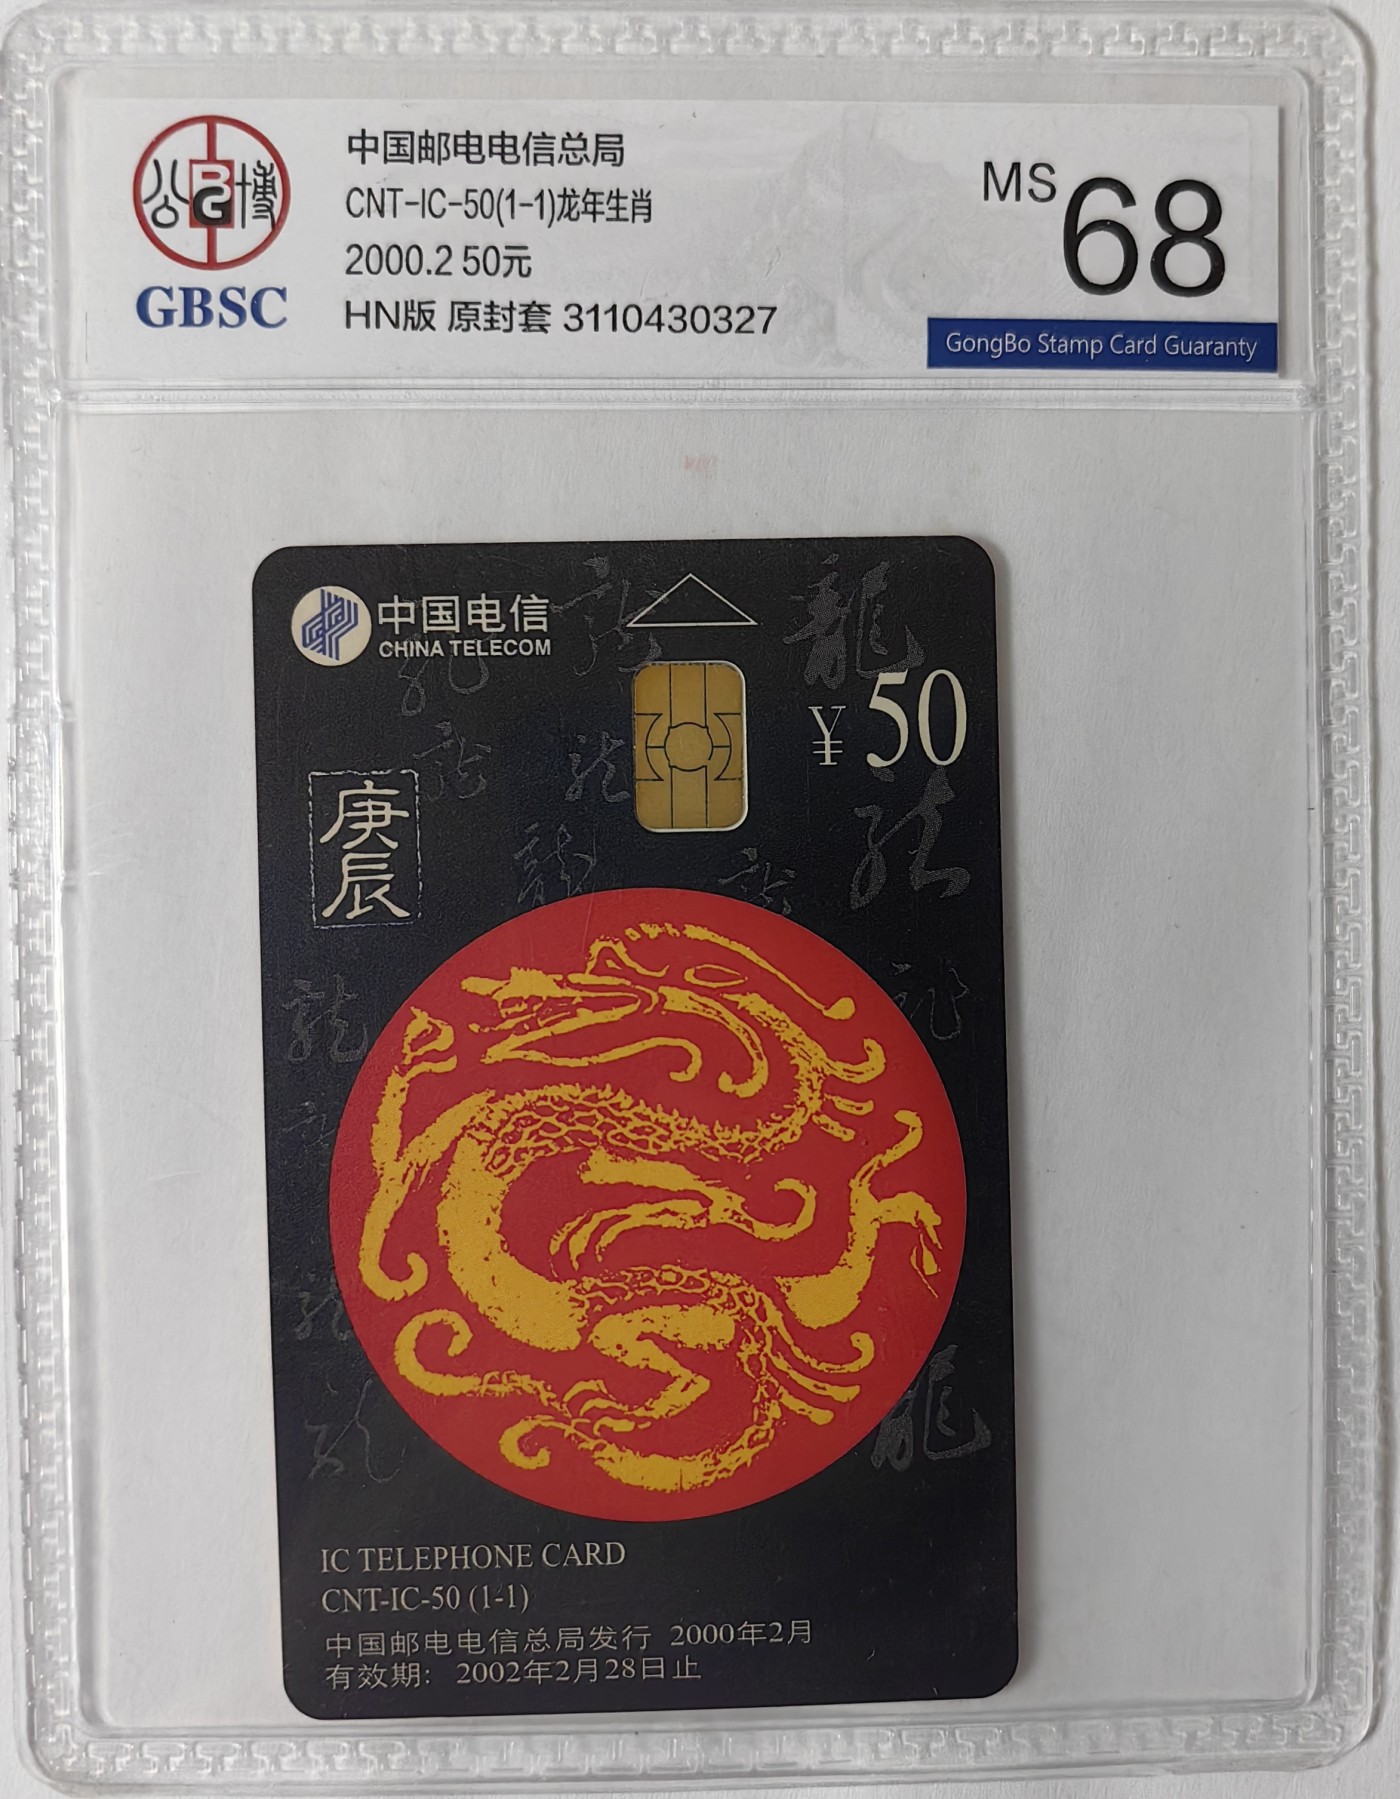 公博
BG
GBSC
中国邮电电信总局
CNT-IC-50(1-1)龙年生肖
2000.2 50元
HN版 原封套 3110430327
MS 68
GongBo Stamp Card Guaranty
中国电信
CHINA TELECOM
龍
¥50
庚辰
IC TELEPHONE CARD
CNT-IC-50 (1-1)
中国邮电电信总局发行 2000年2月
有效期: 2002年2月28日止